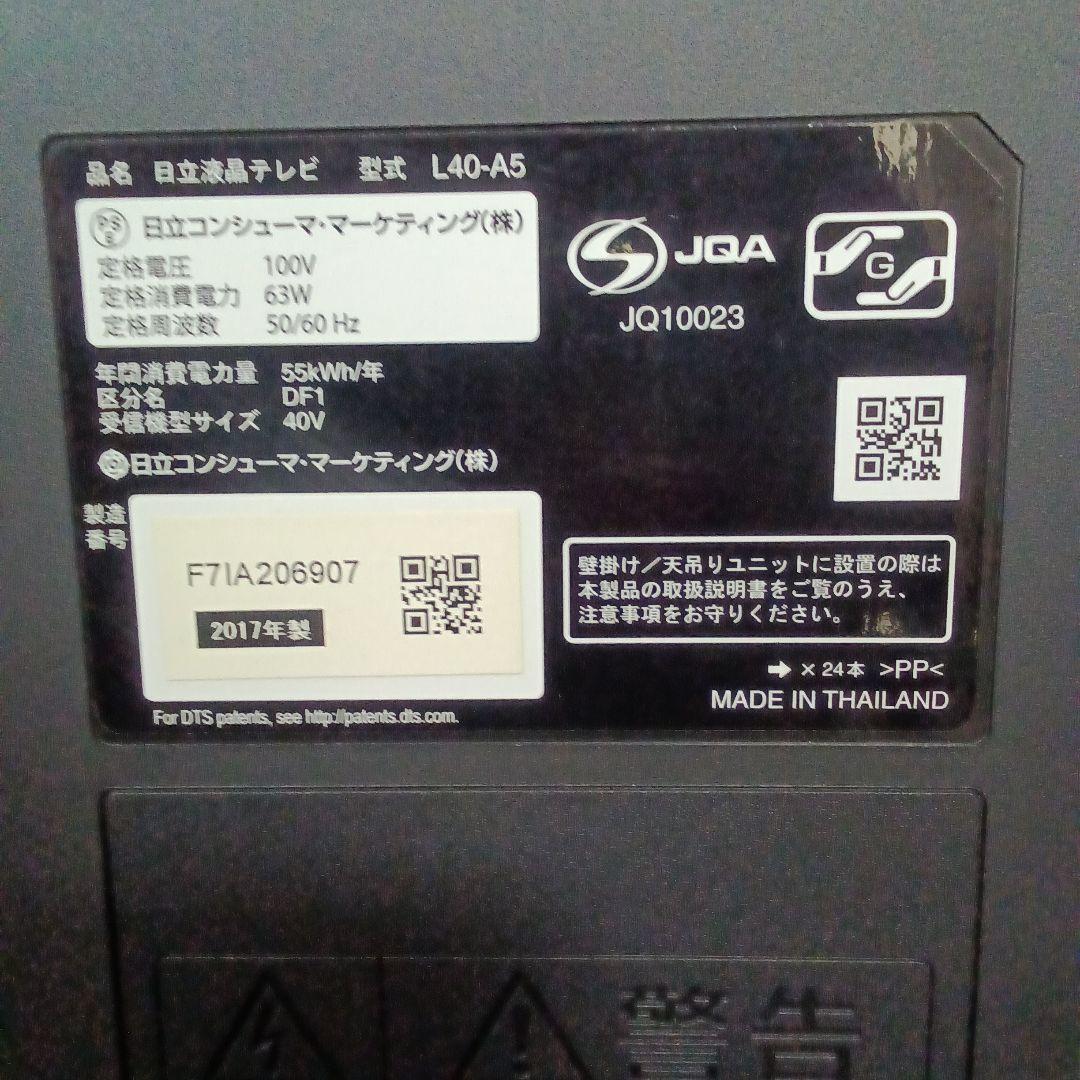 品名 日立液晶テレビ 型式 L40-A5
PS
E
日立コンシューマ・マーケティング(株)
定格電圧 100V
定格消費電力 63W
定格周波数 50/60 Hz
JQA
JQ10023
G
年間消費電力量 55kWh/年
区分名 DF1
受信機型サイズ 40V
日立コンシューマ・マーケティング(株)
製造
番号
F7IA206907
2017年製
壁掛け/天吊りユニットに設置の際は
本製品の取扱説明書をご覧のうえ、
注意事項をお守りください。
➡ × 24本 >PP<
MADE IN THAILAND
For DTS patents, see http://patents.dts.com.
警告